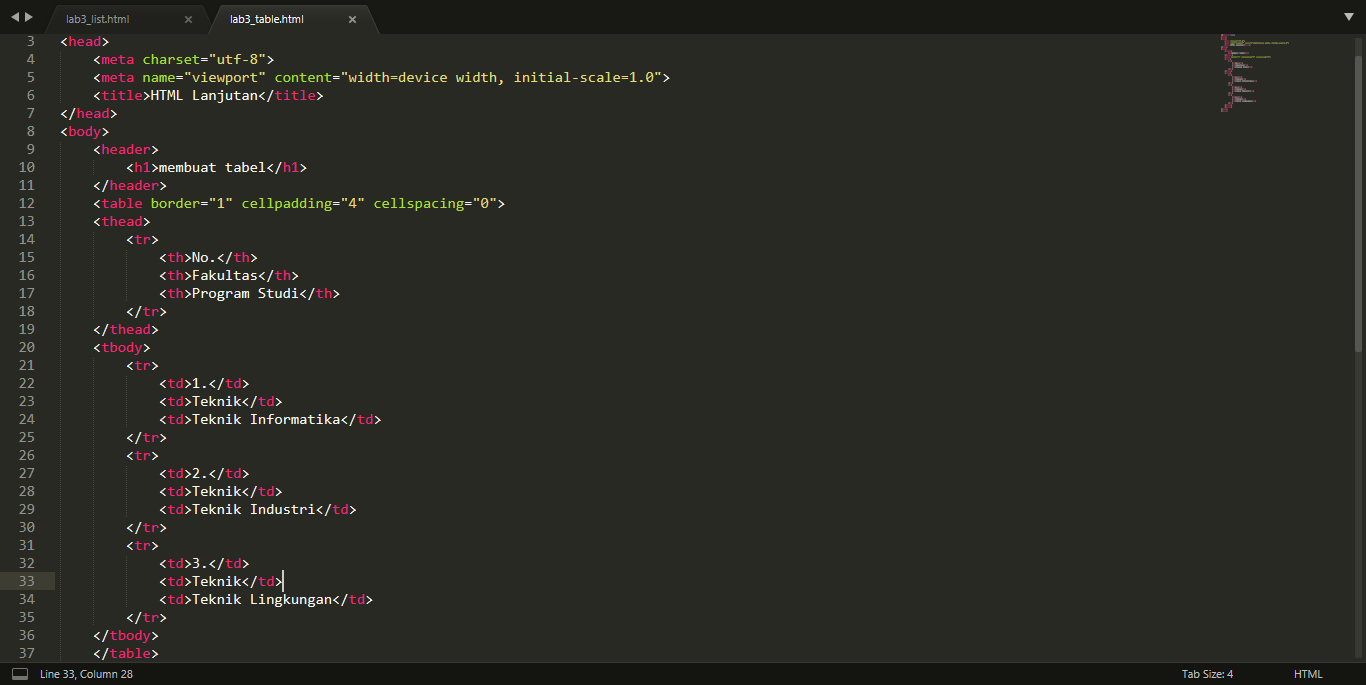 lab3_list.html × lab3_table.html ×
3 <head>
4     <meta charset="utf-8">
5     <meta name="viewport" content="width=device width, initial-scale=1.0">
6     <title>HTML Lanjutan</title>
7 </head>
8 <body>
9     <header>
10         <h1>membuat tabel</h1>
11     </header>
12     <table border="1" cellpadding="4" cellspacing="0">
13     <thead>
14         <tr>
15             <th>No.</th>
16             <th>Fakultas</th>
17             <th>Program Studi</th>
18         </tr>
19     </thead>
20     <tbody>
21         <tr>
22             <td>1.</td>
23             <td>Teknik</td>
24             <td>Teknik Informatika</td>
25         </tr>
26         <tr>
27             <td>2.</td>
28             <td>Teknik</td>
29             <td>Teknik Industri</td>
30         </tr>
31         <tr>
32             <td>3.</td>
33             <td>Teknik</td>
34             <td>Teknik Lingkungan</td>
35         </tr>
36     </tbody>
37     </table>
Line 33, Column 28 Tab Size: 4 HTML